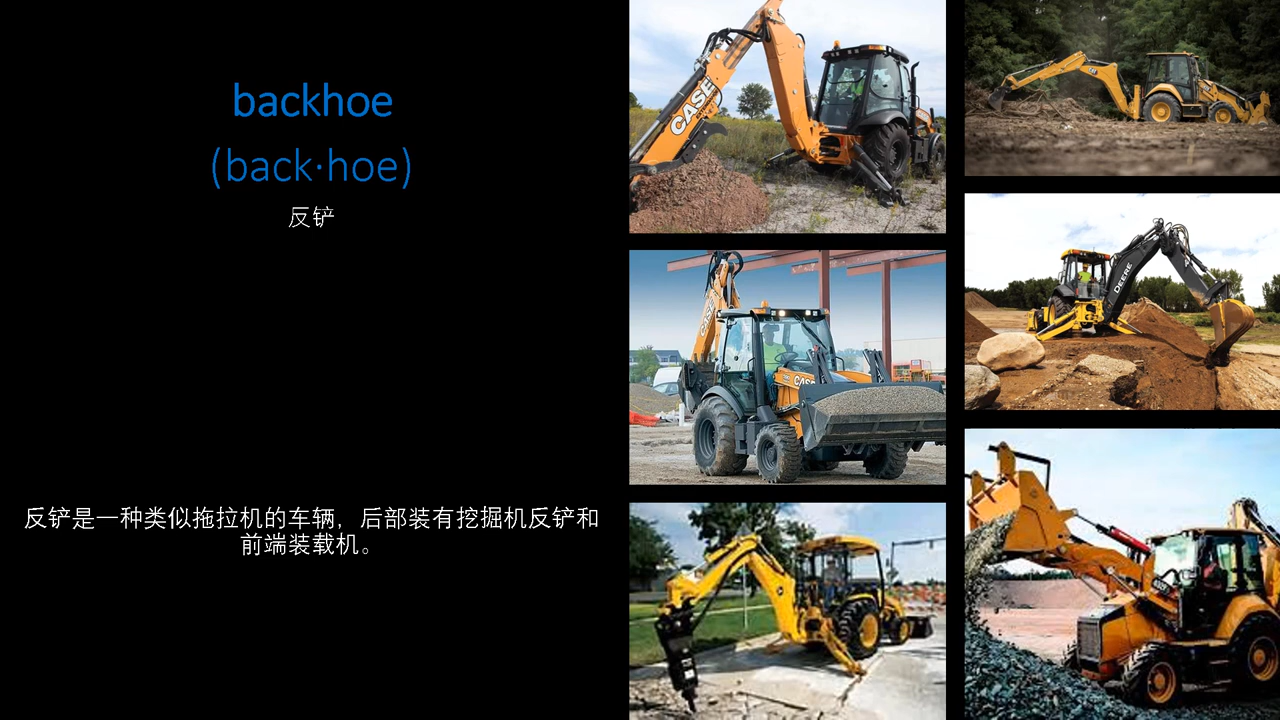 backhoe
(back·hoe)
反铲
反铲是一种类似拖拉机的车辆，后部装有挖掘机反铲和
前端装载机。
CASE
CASE
CASE
DEERE